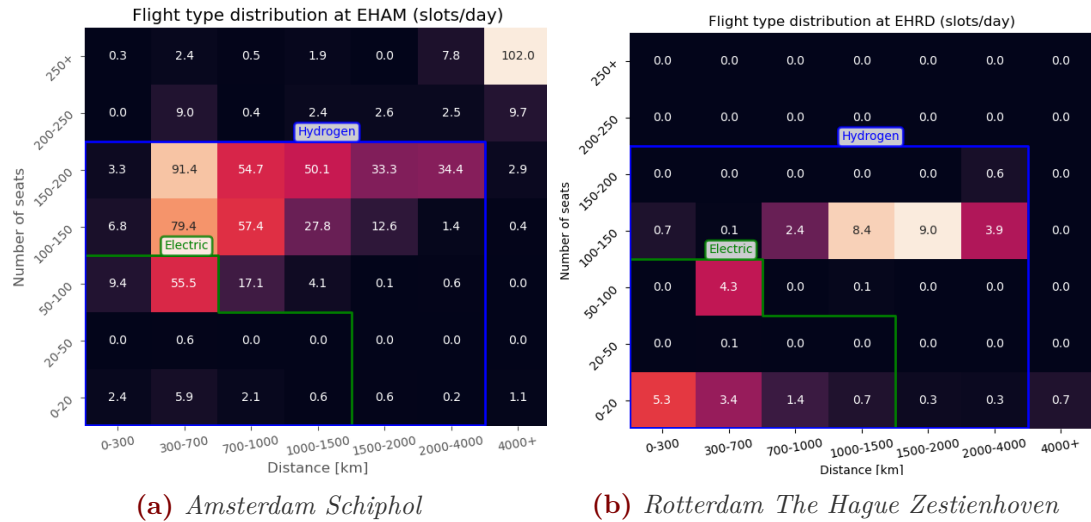 Flight type distribution at EHAM (slots/day)
Number of seats
250+ 0.3 2.4 0.5 1.9 0.0 7.8 102.0
200-250 0.0 9.0 0.4 2.4 2.6 2.5 9.7
Hydrogen
150-200 3.3 91.4 54.7 50.1 33.3 34.4 2.9
100-150 6.8 79.4 57.4 27.8 12.6 1.4 0.4
Electric
50-100 9.4 55.5 17.1 4.1 0.1 0.6 0.0
20-50 0.0 0.6 0.0 0.0 0.0 0.0 0.0
0-20 2.4 5.9 2.1 0.6 0.6 0.2 1.1
0-300 300-700 700-1000 1000-1500 1500-2000 2000-4000 4000+
Distance [km]
(a) Amsterdam Schiphol
Flight type distribution at EHRD (slots/day)
Number of seats
250+ 0.0 0.0 0.0 0.0 0.0 0.0 0.0
200-250 0.0 0.0 0.0 0.0 0.0 0.0 0.0
Hydrogen
150-200 0.0 0.0 0.0 0.0 0.0 0.6 0.0
100-150 0.7 0.1 2.4 8.4 9.0 3.9 0.0
Electric
50-100 0.0 4.3 0.0 0.1 0.0 0.0 0.0
20-50 0.0 0.1 0.0 0.0 0.0 0.0 0.0
0-20 5.3 3.4 1.4 0.7 0.3 0.3 0.7
0-300 300-700 700-1000 1000-1500 1500-2000 2000-4000 4000+
Distance [km]
(b) Rotterdam The Hague Zestienhoven